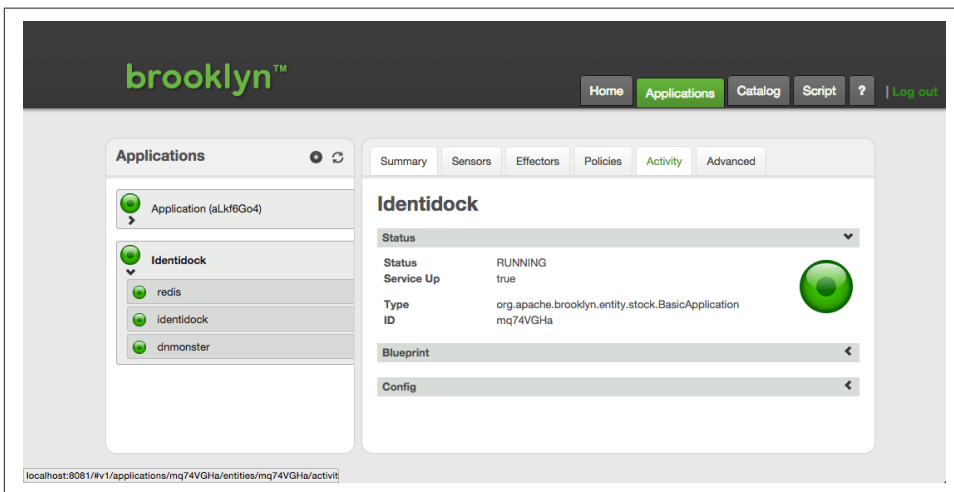 brooklyn™
Home Applications Catalog Script ? | Log out
Applications
Application (aLkf6Go4)
Identidock
redis
identidock
dnmonster
Summary Sensors Effectors Policies Activity Advanced
Identidock
Status
Status RUNNING
Service Up true
Type org.apache.brooklyn.entity.stock.BasicApplication
ID mq74VGHa
Blueprint
Config
localhost:8081/#v1/applications/mq74VGHa/entities/mq74VGHa/activit